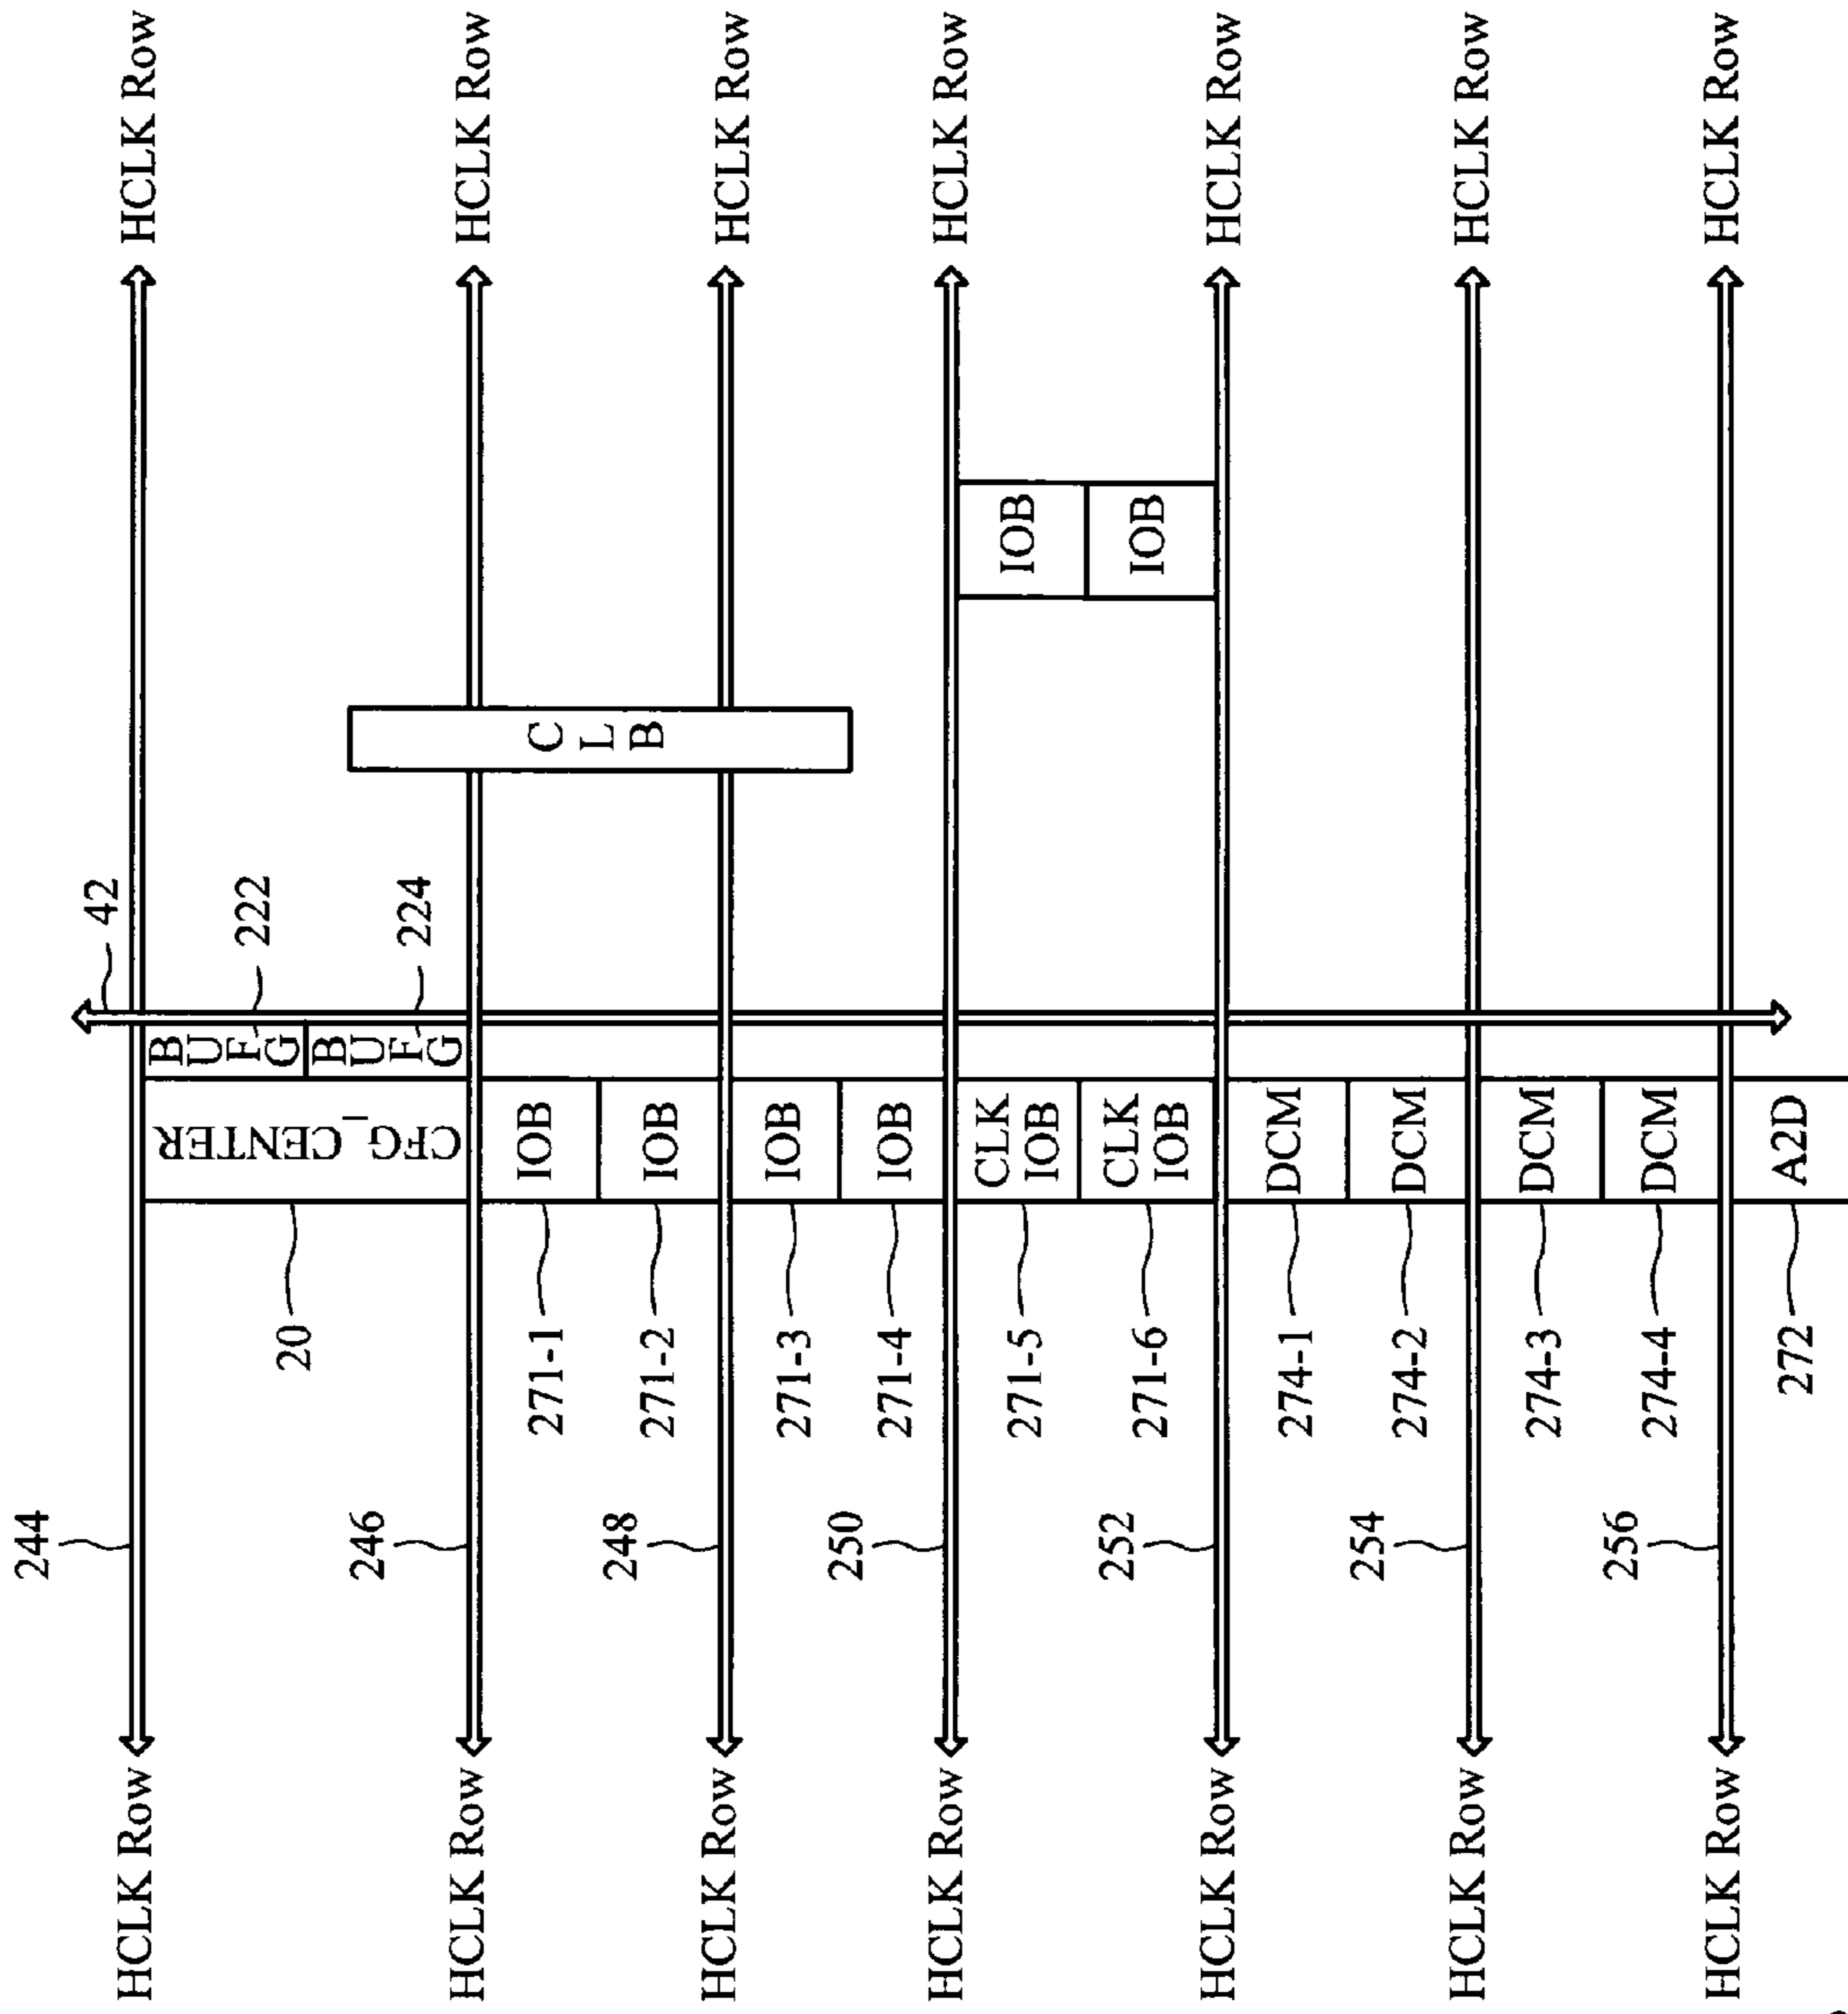 244
HCLK Row
HCLK Row
42
20
CFG_CENTER
BUFG
222
BUFG
224
246
HCLK Row
HCLK Row
271-1
IOB
CLB
271-2
IOB
248
HCLK Row
HCLK Row
271-3
IOB
271-4
IOB
250
HCLK Row
HCLK Row
271-5
CLK
IOB
IOB
271-6
CLK
IOB
IOB
252
HCLK Row
HCLK Row
274-1
DCM
274-2
DCM
254
HCLK Row
HCLK Row
274-3
DCM
274-4
DCM
256
HCLK Row
HCLK Row
272
A2D